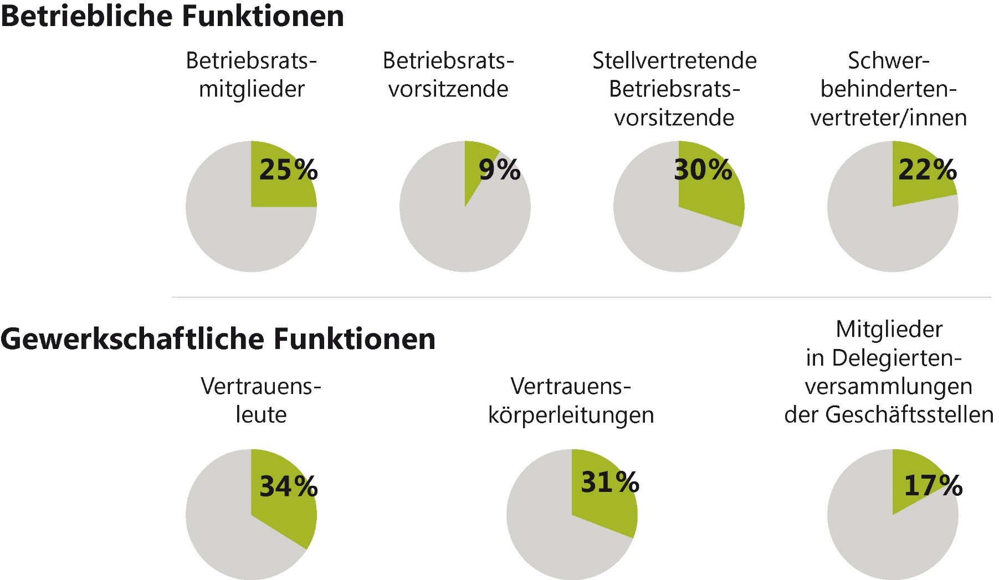 Betriebliche Funktionen
Betriebsrats-
mitglieder
Betriebsrats-
vorsitzende
Stellvertretende
Betriebsrats-
vorsitzende
Schwer-
behinderten-
vertreter/innen
25%
9%
30%
22%
Gewerkschaftliche Funktionen
Vertrauens-
leute
Vertrauens-
körperleitungen
Mitglieder
in Delegierten-
versammlungen
der Geschäftsstellen
34%
31%
17%